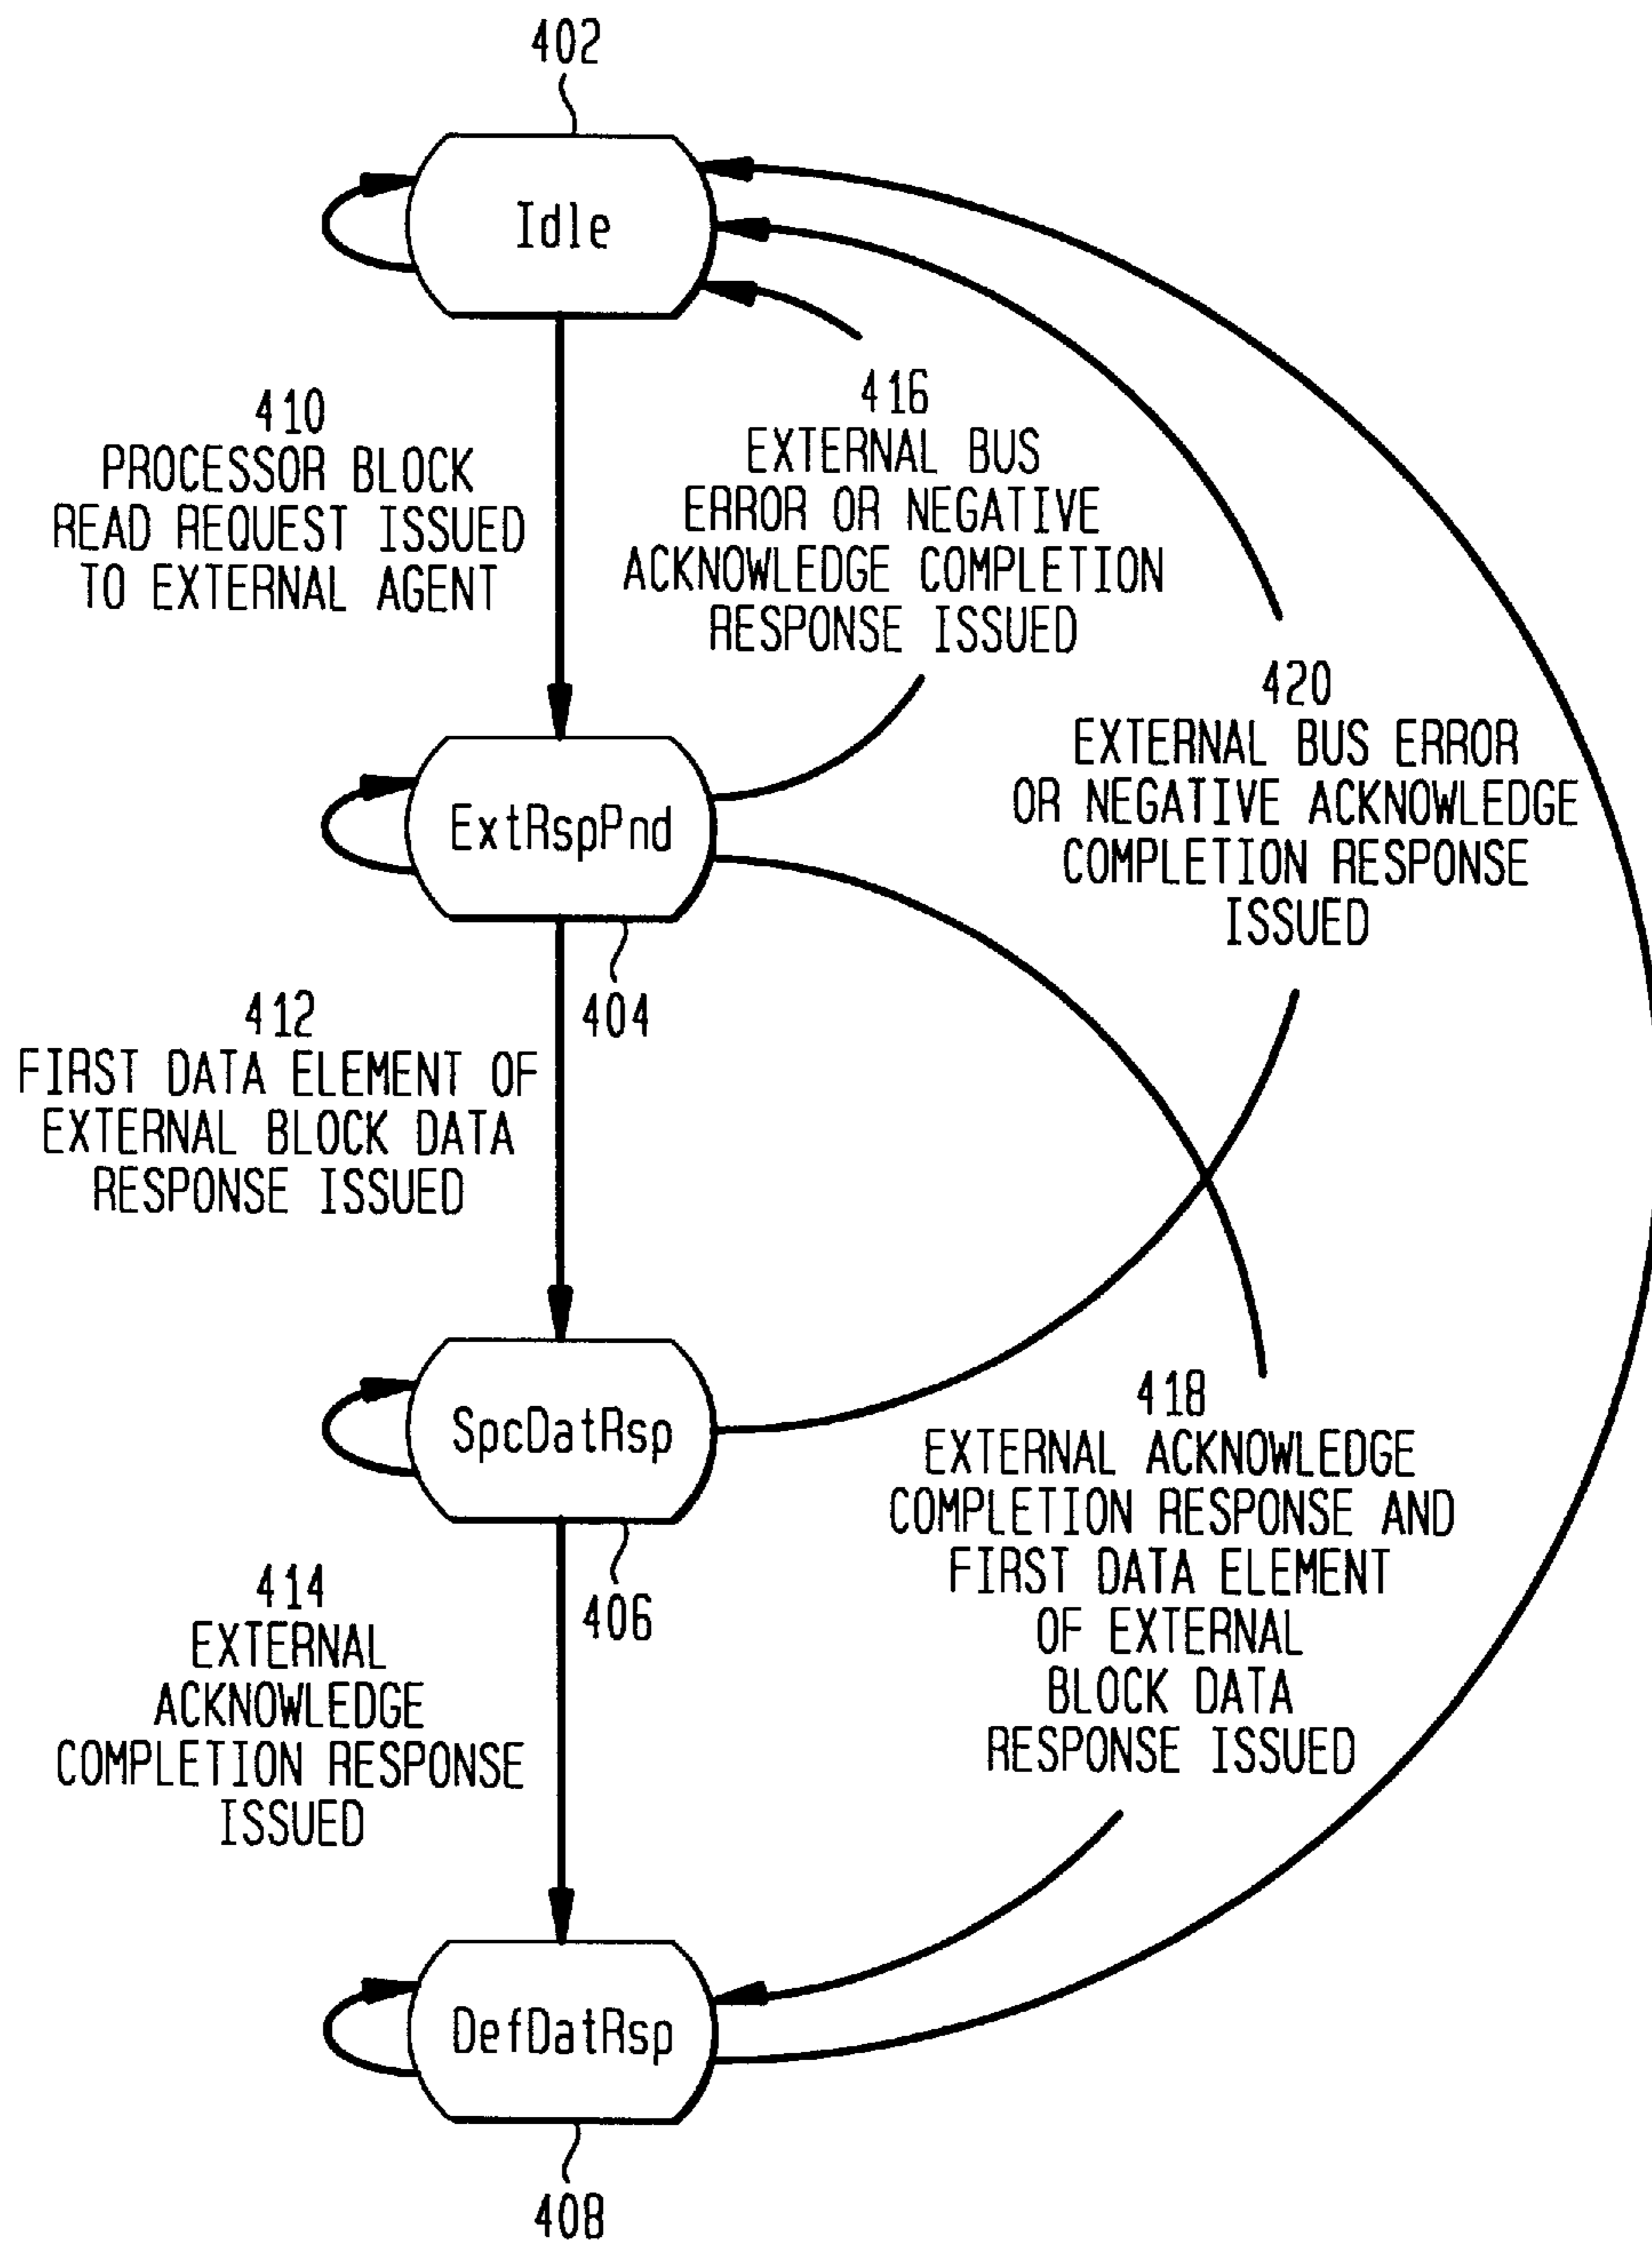 402
Idle
410
PROCESSOR BLOCK
READ REQUEST ISSUED
TO EXTERNAL AGENT
416
EXTERNAL BUS
ERROR OR NEGATIVE
ACKNOWLEDGE COMPLETION
RESPONSE ISSUED
420
EXTERNAL BUS ERROR
OR NEGATIVE ACKNOWLEDGE
COMPLETION RESPONSE
ISSUED
ExtRspPnd
404
412
FIRST DATA ELEMENT OF
EXTERNAL BLOCK DATA
RESPONSE ISSUED
SpcDatRsp
406
418
EXTERNAL ACKNOWLEDGE
COMPLETION RESPONSE AND
FIRST DATA ELEMENT
OF EXTERNAL
BLOCK DATA
RESPONSE ISSUED
414
EXTERNAL
ACKNOWLEDGE
COMPLETION RESPONSE
ISSUED
DefDatRsp
408